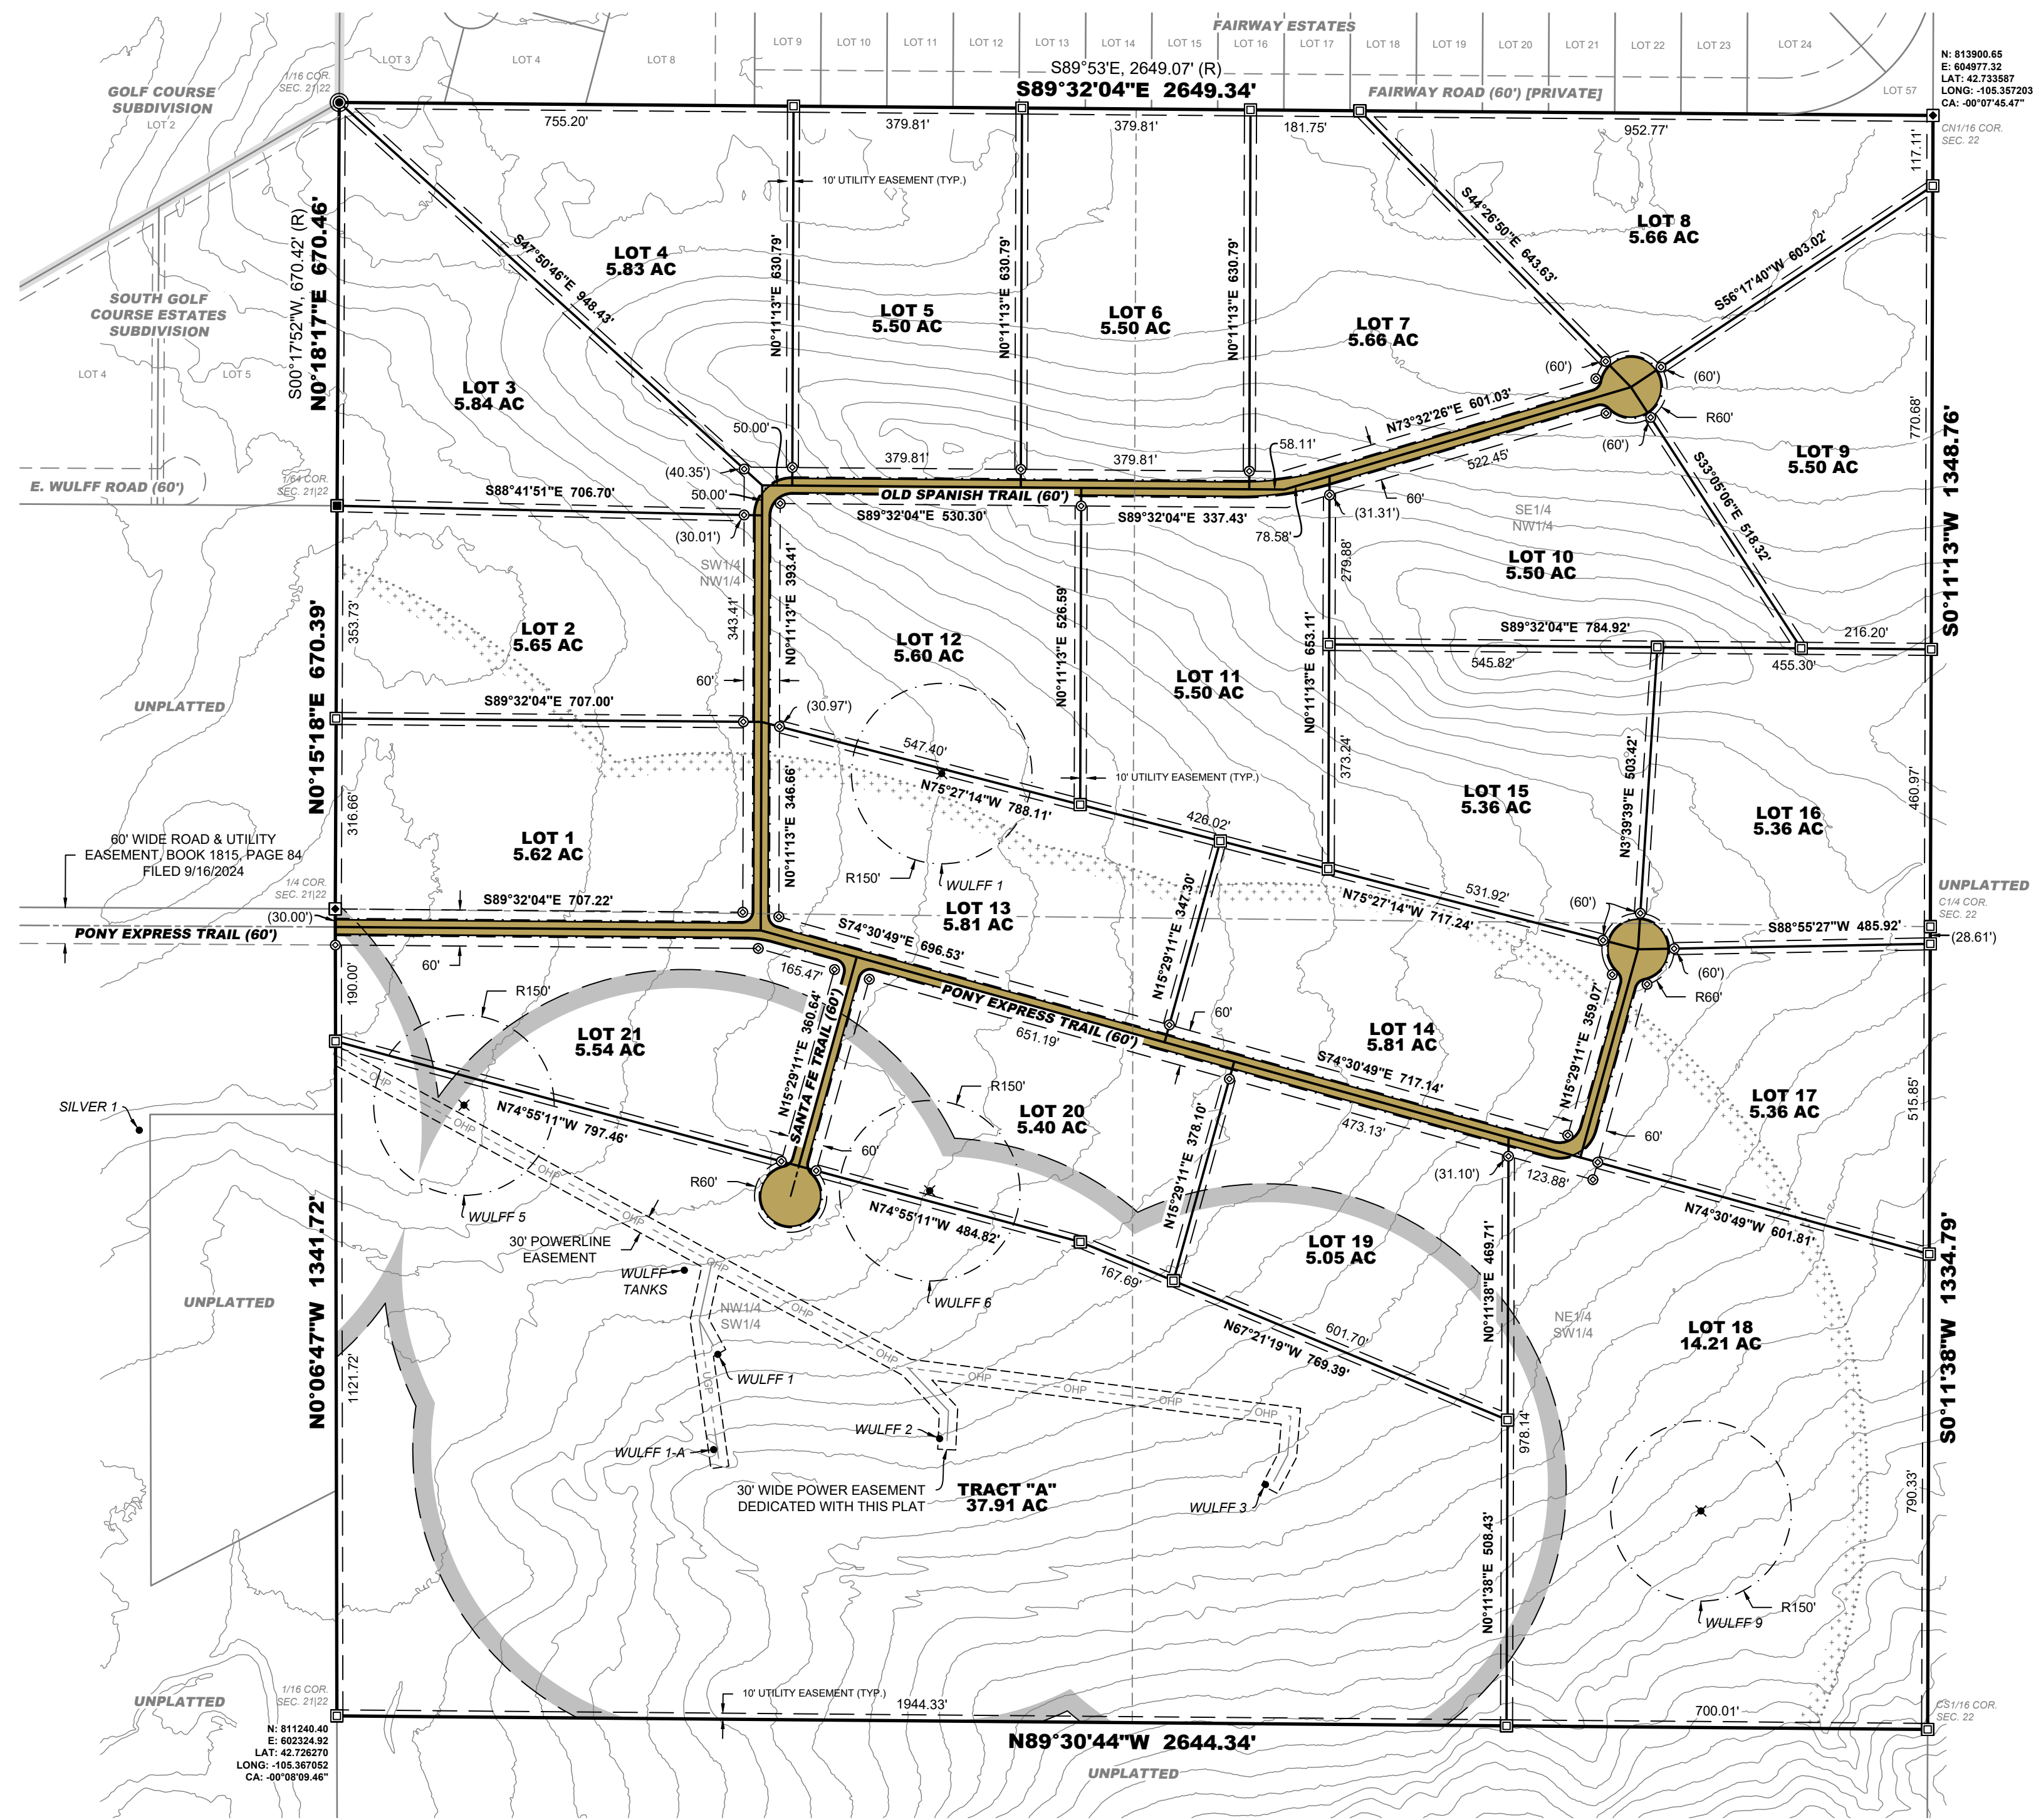 FAIRWAY ESTATES
LOT 3
LOT 4
LOT 8
LOT 9
LOT 10
LOT 11
LOT 12
LOT 13
LOT 14
LOT 15
LOT 16
LOT 17
LOT 18
LOT 19
LOT 20
LOT 21
LOT 22
LOT 23
LOT 24
LOT 57
N: 813900.65
E: 604977.32
LAT: 42.733587
LONG: -105.357203
CA: -00°07'45.47"
CN1/16 COR.
SEC. 22
S89°53'E, 2649.07' (R)
S89°32'04"E 2649.34'
FAIRWAY ROAD (60') [PRIVATE]
1/16 COR.
SEC. 21|22
GOLF COURSE
SUBDIVISION
LOT 2
755.20'
379.81'
379.81'
181.75'
952.77'
117.11'
10' UTILITY EASEMENT (TYP.)
S00°17'52"W, 670.42' (R)
N0°18'17"E 670.46'
S47°50'46"E 948.43'
LOT 4
5.83 AC
N0°11'13"E 630.79'
LOT 5
5.50 AC
N0°11'13"E 630.79'
LOT 6
5.50 AC
N0°11'13"E 630.79'
LOT 7
5.66 AC
S44°26'50"E 643.63'
LOT 8
5.66 AC
S56°17'40"W 603.02'
SOUTH GOLF
COURSE ESTATES
SUBDIVISION
LOT 4
LOT 5
LOT 3
5.84 AC
(60')
(60')
R60'
(60')
N73°32'26"E 601.03'
522.45'
60'
770.68'
S0°11'13"W 1348.76'
LOT 9
5.50 AC
S33°05'06"E 518.32'
50.00'
(40.35')
379.81'
379.81'
58.11'
E. WULFF ROAD (60')
1/64 COR.
SEC. 21|22
S88°41'51"E 706.70'
50.00'
OLD SPANISH TRAIL (60')
S89°32'04"E 530.30'
S89°32'04"E 337.43'
(31.31')
78.58'
(30.01')
SE1/4
NW1/4
SW1/4
NW1/4
LOT 10
5.50 AC
279.88'
N0°15'18"E 670.39'
353.73'
343.41'
N0°11'13"E 393.41'
N0°11'13"E 526.59'
N0°11'13"E 653.11'
LOT 2
5.65 AC
LOT 12
5.60 AC
LOT 11
5.50 AC
S89°32'04"E 784.92'
545.82'
216.20'
455.30'
60'
S89°32'04"E 707.00'
(30.97')
UNPLATTED
547.40'
N75°27'14"W 788.11'
10' UTILITY EASEMENT (TYP.)
373.24'
N3°39'39"E 503.42'
LOT 15
5.36 AC
LOT 16
5.36 AC
460.97'
316.66'
N0°11'13"E 346.66'
426.02'
LOT 1
5.62 AC
60' WIDE ROAD & UTILITY
EASEMENT, BOOK 1815, PAGE 84
FILED 9/16/2024
1/4 COR.
SEC. 21|22
R150'
WULFF 1
LOT 13
5.81 AC
N15°29'11"E 347.30'
N75°27'14"W 717.24'
531.92'
(60')
UNPLATTED
C1/4 COR.
SEC. 22
S89°32'04"E 707.22'
(30.00')
PONY EXPRESS TRAIL (60')
60'
S74°30'49"E 696.53'
S88°55'27"W 485.92'
(28.61')
(60')
R60'
165.47'
190.00'
R150'
LOT 21
5.54 AC
PONY EXPRESS TRAIL (60')
651.19'
60'
LOT 14
5.81 AC
S74°30'49"E 717.14'
473.13'
N15°29'11"E 359.07'
60'
LOT 17
5.36 AC
515.85'
N15°29'11"E 360.64'
SANTA FE TRAIL (60')
R150'
LOT 20
5.40 AC
OHP
SILVER 1
N74°55'11"W 797.46'
60'
R60'
N15°29'11"E 378.10'
(31.10')
123.88'
OHP
WULFF 5
OHP
N74°55'11"W 484.82'
N74°30'49"W 601.81'
30' POWERLINE
EASEMENT
WULFF
TANKS
OHP
167.69'
LOT 19
5.05 AC
N0°11'38"E 469.71'
UNPLATTED
N0°06'47"W 1341.72'
1121.72'
NW1/4
SW1/4
OHP
WULFF 6
601.70'
N67°21'19"W 769.39'
NE1/4
SW1/4
LOT 18
14.21 AC
S0°11'38"W 1334.79'
OHP
WULFF 1
UGP
OHP
OHP
OHP
OHP
WULFF 2
WULFF 1-A
978.14'
30' WIDE POWER EASEMENT
DEDICATED WITH THIS PLAT
TRACT "A"
37.91 AC
WULFF 3
790.33'
N0°11'38"E 508.43'
R150'
WULFF 9
UNPLATTED
1/16 COR.
SEC. 21|22
10' UTILITY EASEMENT (TYP.)
1944.33'
700.01'
CS1/16 COR.
SEC. 22
N: 811240.40
E: 602324.92
LAT: 42.726270
LONG: -105.367052
CA: -00°08'09.46"
N89°30'44"W 2644.34'
UNPLATTED